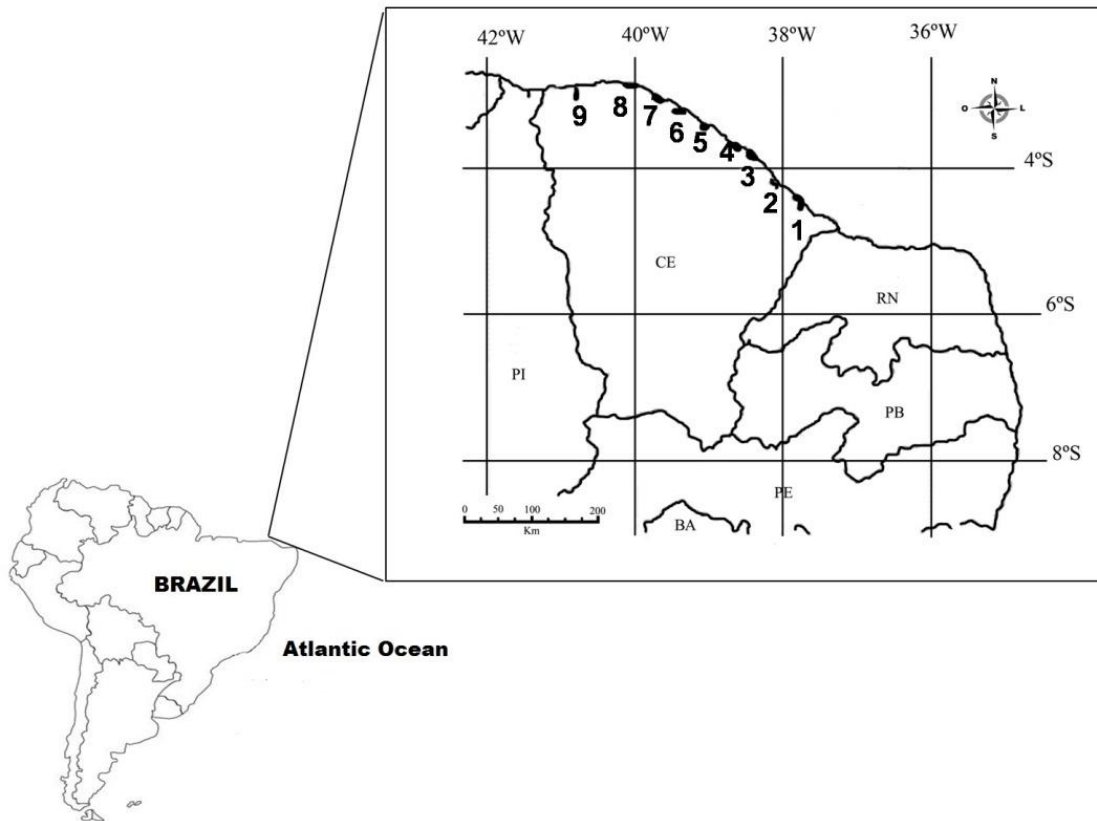 42ºW 40ºW 38ºW 36ºW
N
O L
S
9 8 7 6 5 4 3 2 1
4ºS
CE
RN
6ºS
PI
PB
8ºS
PE
BA
0 50 100 200
Km
BRAZIL
Atlantic Ocean